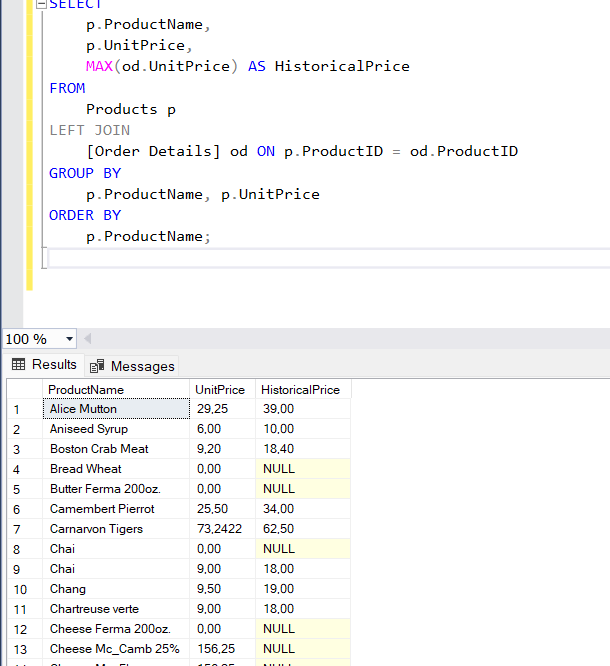 SELECT
p.ProductName,
p.UnitPrice,
MAX(od.UnitPrice) AS HistoricalPrice
FROM
Products p
LEFT JOIN
[Order Details] od ON p.ProductID = od.ProductID
GROUP BY
p.ProductName, p.UnitPrice
ORDER BY
p.ProductName;
100 %
Results Messages
ProductName UnitPrice HistoricalPrice
1 Alice Mutton 29,25 39,00
2 Aniseed Syrup 6,00 10,00
3 Boston Crab Meat 9,20 18,40
4 Bread Wheat 0,00 NULL
5 Butter Ferma 200oz. 0,00 NULL
6 Camembert Pierrot 25,50 34,00
7 Carnarvon Tigers 73,2422 62,50
8 Chai 0,00 NULL
9 Chai 9,00 18,00
10 Chang 9,50 19,00
11 Chartreuse verte 9,00 18,00
12 Cheese Ferma 200oz. 0,00 NULL
13 Cheese Mc_Camb 25% 156,25 NULL